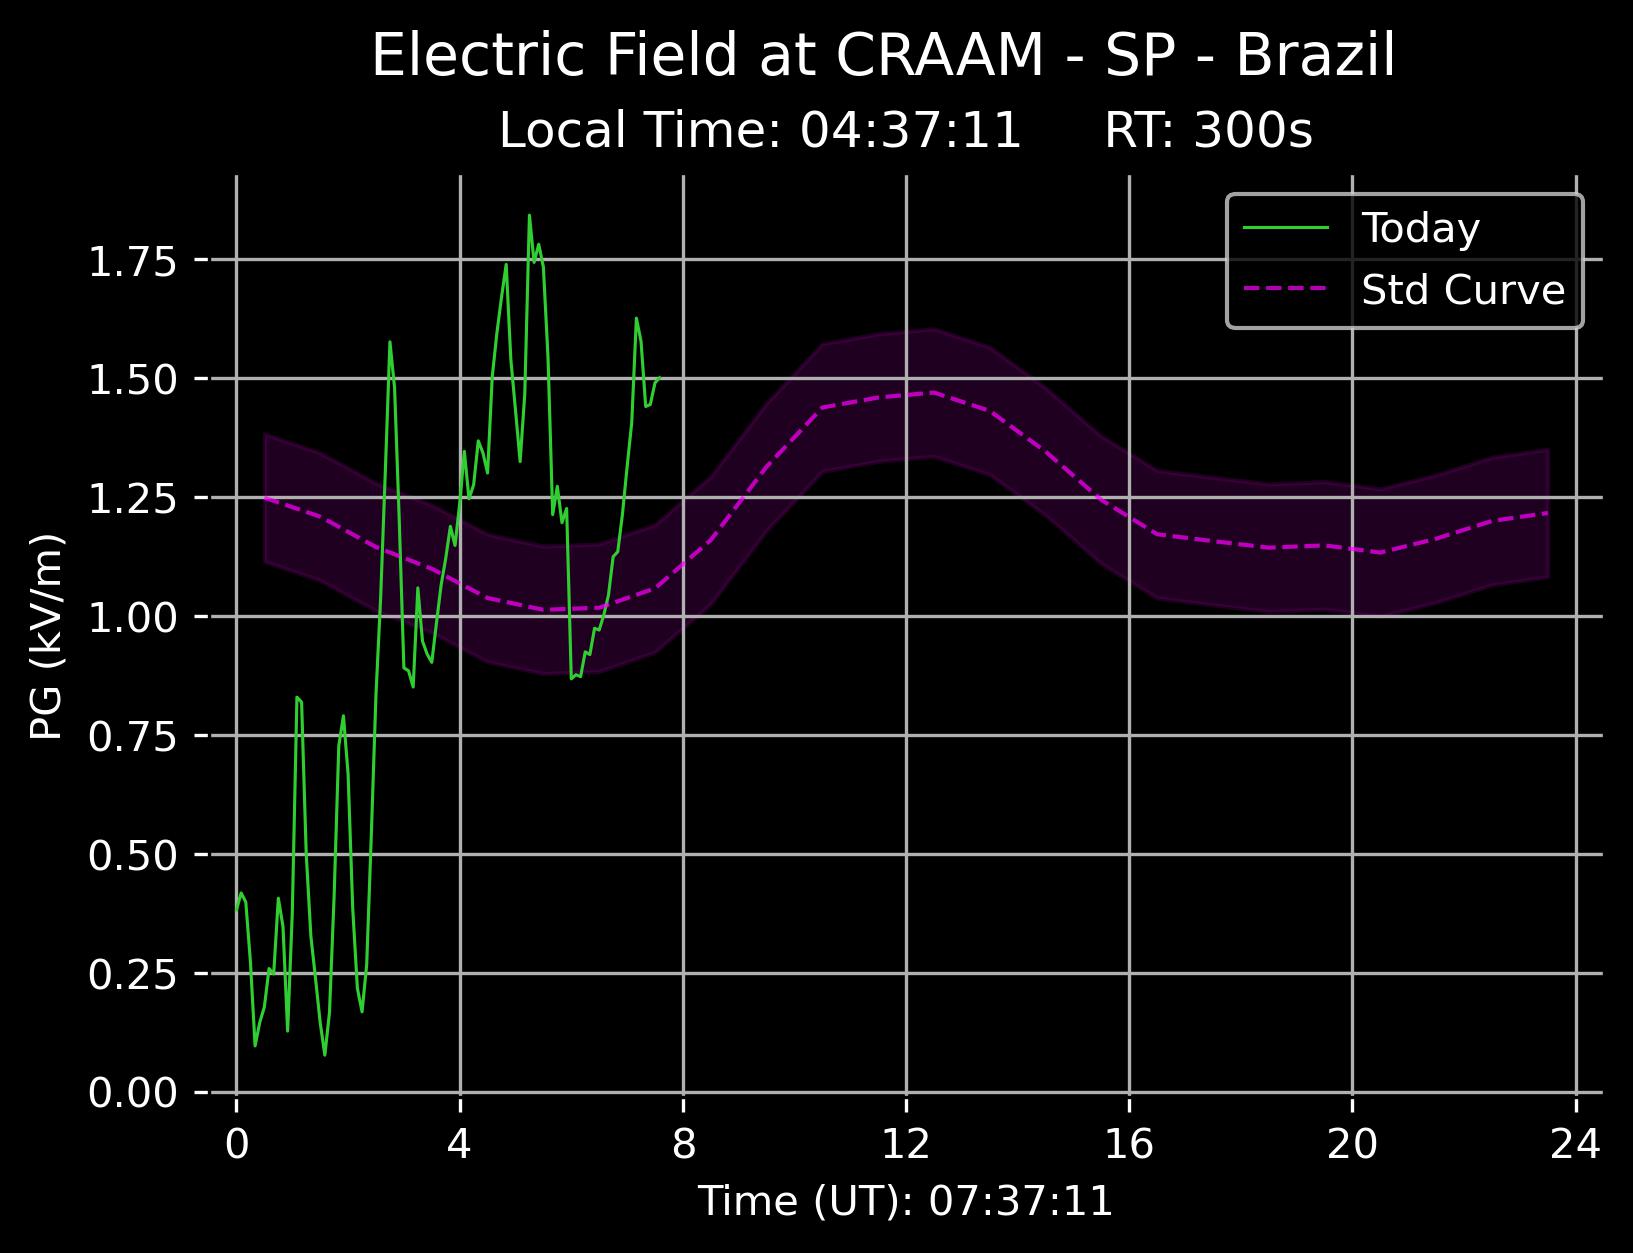 Electric Field at CRAAM - SP - Brazil
Local Time: 04:37:11 RT: 300s
Today
Std Curve
PG (kV/m)
1.75
1.50
1.25
1.00
0.75
0.50
0.25
0.00
0 4 8 12 16 20 24
Time (UT): 07:37:11